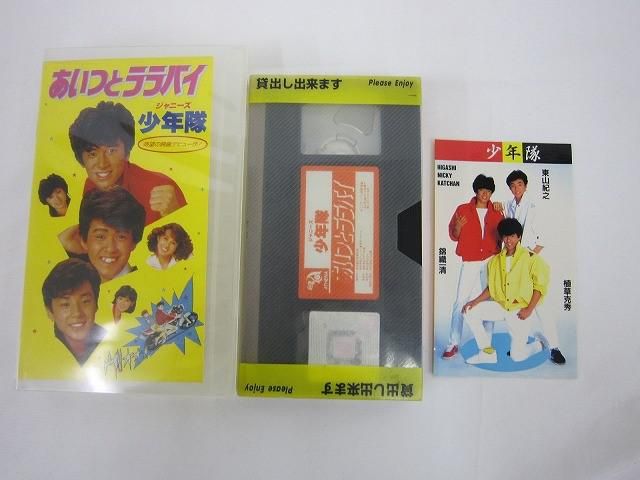 あいつとララバイ
ジャニーズ
少年隊
待望の映画デビュー作!
貸出し出来ます Please Enjoy
少年隊
あいつとララバイ
貸出し出来ます Please Enjoy
少年隊
HIGASHI
NICKY
KATCHAN
東山紀之
錦織一清
植草克秀